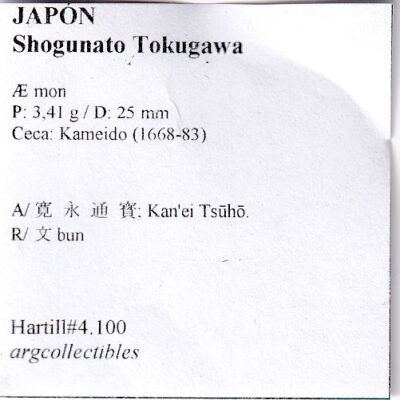 JAPÓN
Shogunato Tokugawa
Æ mon
P: 3,41 g / D: 25 mm
Ceca: Kameido (1668-83)
A/ 寛 永 通 寳; Kan'ei Tsūhō.
R/ 文 bun
Hartill#4.100
argcollectibles